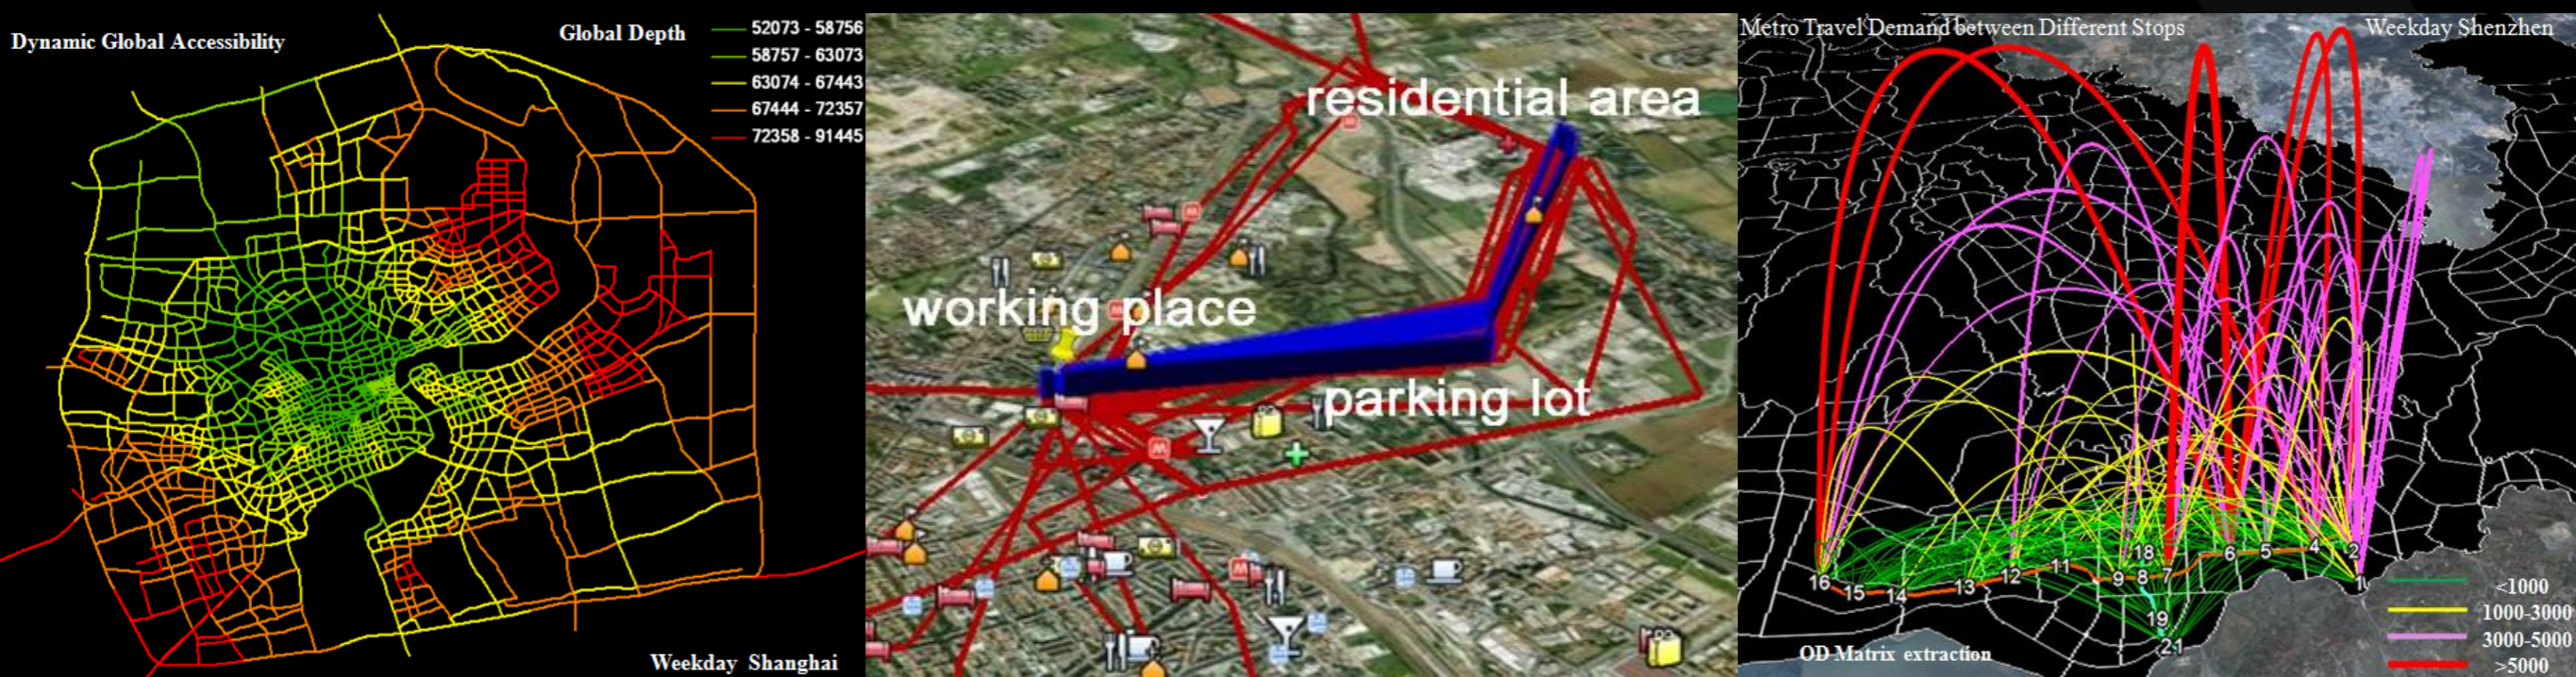 Dynamic Global Accessibility
Global Depth
52073 - 58756
58757 - 63073
63074 - 67443
67444 - 72357
72358 - 91445
Weekday Shanghai
residential area
working place
parking lot
Metro Travel Demand between Different Stops
Weekday Shenzhen
16
15
14
13
12
11
9
8
18
7
6
5
4
2
1
19
21
<1000
1000-3000
3000-5000
>5000
OD Matrix extraction